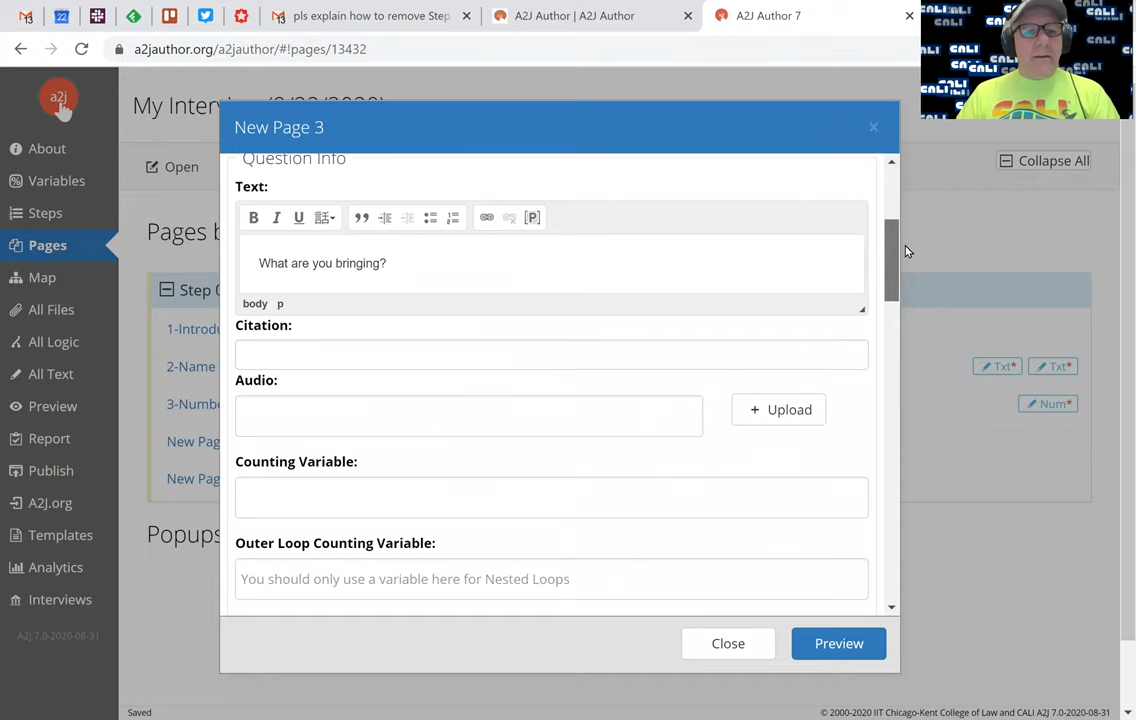 22
pls explain how to remove Step
A2J Author | A2J Author
A2J Author 7
a2jauthor.org/a2jauthor/#!pages/13432
CALI
a2j
My Interv
About
Variables
Steps
Pages
Map
All Files
All Logic
All Text
Preview
Report
Publish
A2J.org
Templates
Analytics
Interviews
A2J 7.0-2020-08-31
Open
Collapse All
Pages b
Step 0
1-Introdu
2-Name
Txt*
Txt*
3-Numbe
Num*
New Pag
New Pag
Popups
New Page 3
Question Info
Text:
B I U
[P]
What are you bringing?
body p
Citation:
Audio:
+ Upload
Counting Variable:
Outer Loop Counting Variable:
You should only use a variable here for Nested Loops
Close
Preview
Saved
© 2000-2020 IIT Chicago-Kent College of Law and CALI A2J 7.0-2020-08-31